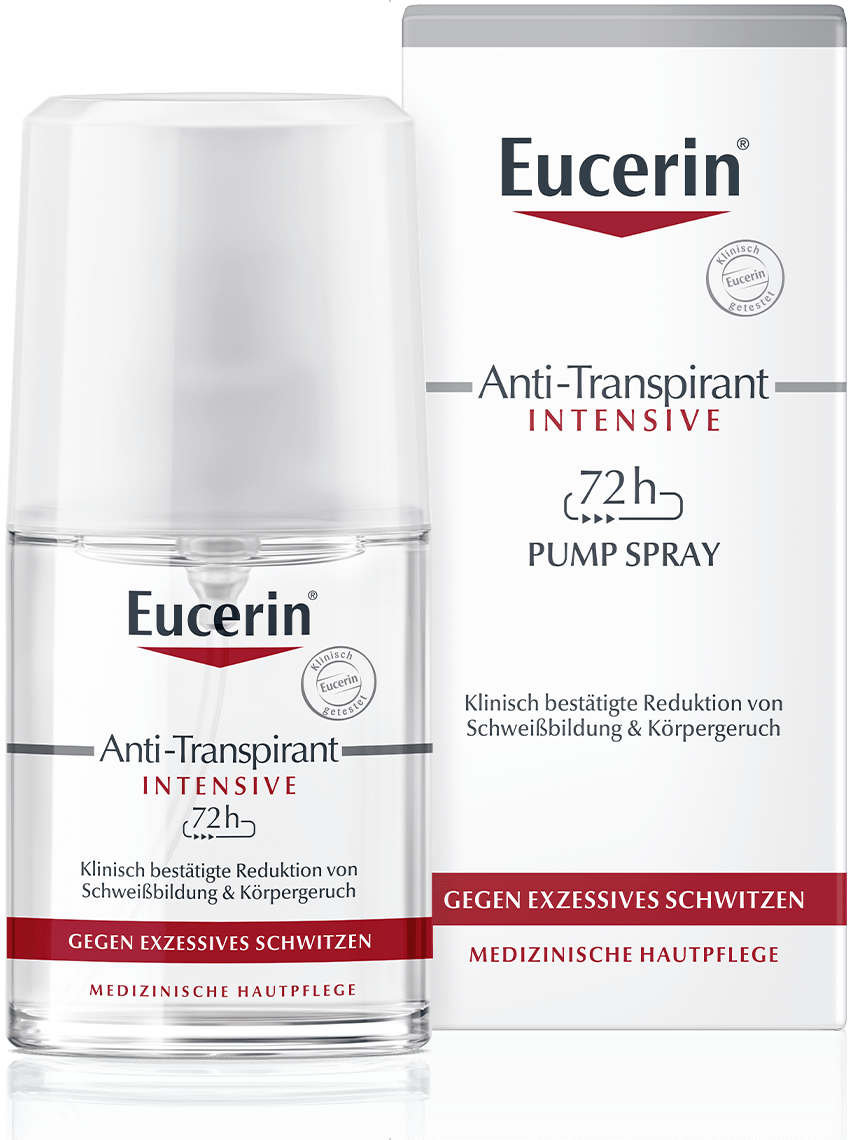 Eucerin®
Klinisch
Eucerin
getestet
Anti-Transpirant
INTENSIVE
72h
PUMP SPRAY
Klinisch bestätigte Reduktion von
Schweißbildung & Körpergeruch
GEGEN EXZESSIVES SCHWITZEN
MEDIZINISCHE HAUTPFLEGE
Eucerin®
Klinisch
Eucerin
getestet
Anti-Transpirant
INTENSIVE
72h
Klinisch bestätigte Reduktion von
Schweißbildung & Körpergeruch
GEGEN EXZESSIVES SCHWITZEN
MEDIZINISCHE HAUTPFLEGE